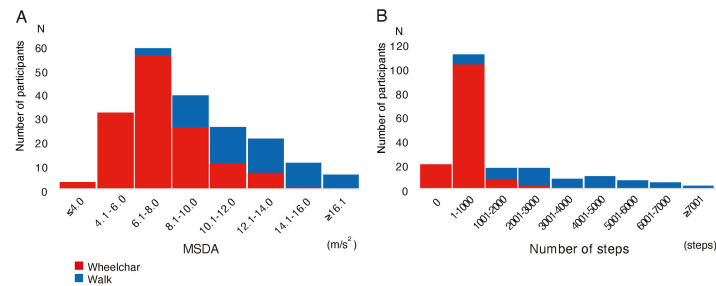 A
N
Number of participants
60
50
40
30
20
10
0
≤4.0
4.1-6.0
6.1-8.0
8.1-10.0
10.1-12.0
12.1-14.0
14.1-16.0
≥16.1
MSDA
(m/s²)
Wheelchar
Walk
B
N
Number of participants
120
100
80
60
40
20
0
0
1-1000
1001-2000
2001-3000
3001-4000
4001-5000
5001-6000
6001-7000
≥7001
Number of steps
(steps)